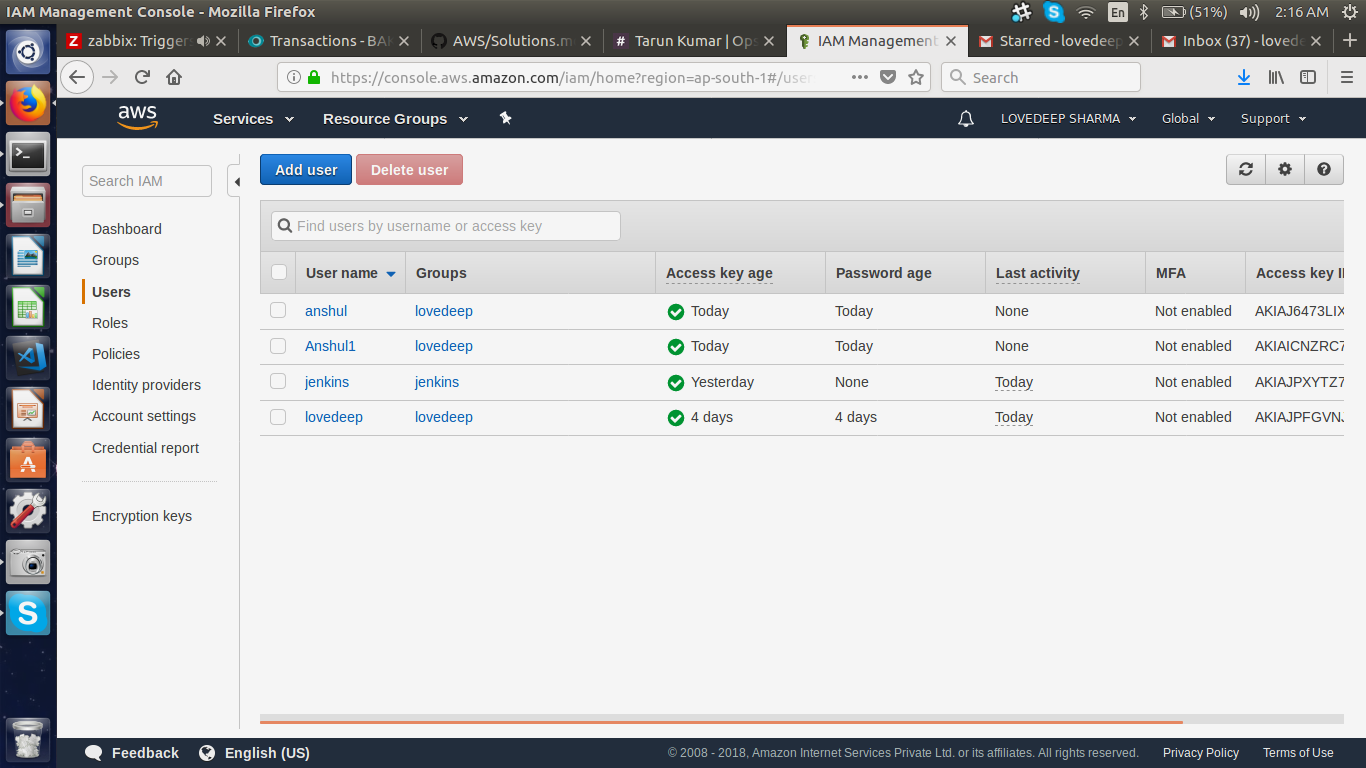 IAM Management Console - Mozilla Firefox
En (51%) 2:16 AM
zabbix: Trigger
Transactions - BA
AWS/Solutions.m
Tarun Kumar | Ops
IAM Management
Starred - lovedeep
Inbox (37) - lovede
https://console.aws.amazon.com/iam/home?region=ap-south-1#/user
Search
aws
Services
Resource Groups
LOVEDEEP SHARMA
Global
Support
Search IAM
Dashboard
Groups
Users
Roles
Policies
Identity providers
Account settings
Credential report
Encryption keys
Add user
Delete user
Find users by username or access key
User name Groups Access key age Password age Last activity MFA Access key I
anshul lovedeep Today Today None Not enabled AKIAJ6473LIX
Anshul1 lovedeep Today Today None Not enabled AKIAICNZRC7
jenkins jenkins Yesterday None Today Not enabled AKIAJPXYTZ7
lovedeep lovedeep 4 days 4 days Today Not enabled AKIAJPFGVNJ
Feedback
English (US)
© 2008 - 2018, Amazon Internet Services Private Ltd. or its affiliates. All rights reserved.
Privacy Policy
Terms of Use